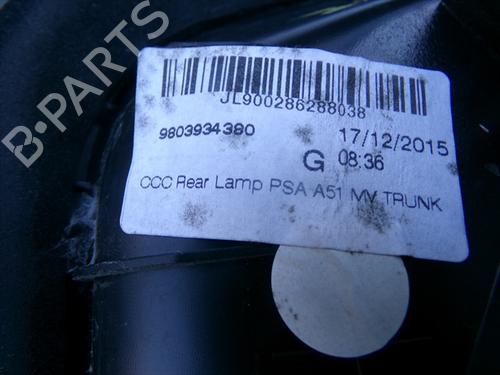 B-PARTS
JL900286288038
9803934380
17/12/2015
G 08:36
CCC Rear Lamp PSA A51 MV TRUNK